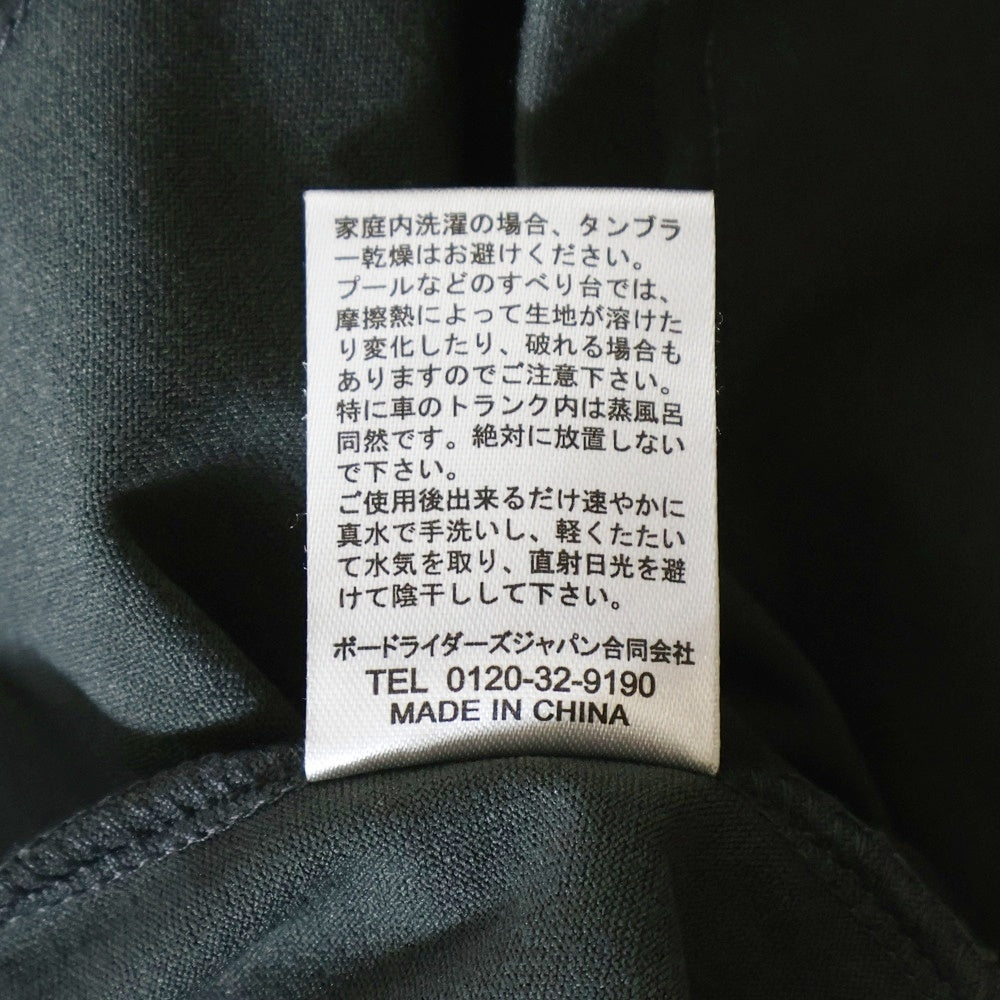 家庭内洗濯の場合、タンブラ
ー乾燥はお避けください。
プールなどのすべり台では、
摩擦熱によって生地が溶けた
り変化したり、破れる場合も
ありますのでご注意下さい。
特に車のトランク内は蒸風呂
同然です。絶対に放置しない
で下さい。
ご使用後出来るだけ速やかに
真水で手洗いし、軽くたたい
て水気を取り、直射日光を避
けて陰干しして下さい。
ボードライダーズジャパン合同会社
TEL 0120-32-9190
MADE IN CHINA